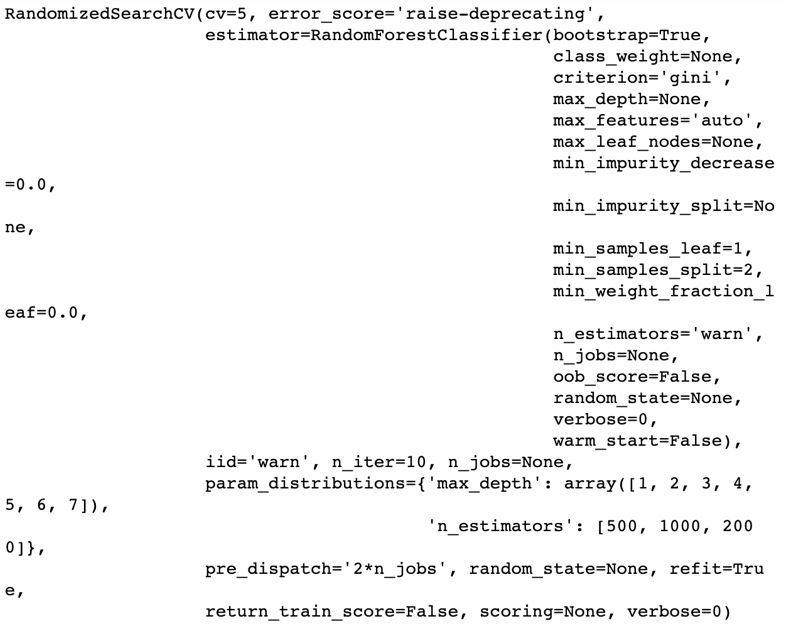 RandomizedSearchCV(cv=5, error_score='raise-deprecating',
                   estimator=RandomForestClassifier(bootstrap=True,
                                                    class_weight=None,
                                                    criterion='gini',
                                                    max_depth=None,
                                                    max_features='auto',
                                                    max_leaf_nodes=None,
                                                    min_impurity_decrease
=0.0,
                                                    min_impurity_split=No
ne,
                                                    min_samples_leaf=1,
                                                    min_samples_split=2,
                                                    min_weight_fraction_l
eaf=0.0,
                                                    n_estimators='warn',
                                                    n_jobs=None,
                                                    oob_score=False,
                                                    random_state=None,
                                                    verbose=0,
                                                    warm_start=False),
                   iid='warn', n_iter=10, n_jobs=None,
                   param_distributions={'max_depth': array([1, 2, 3, 4,
5, 6, 7]),
                                        'n_estimators': [500, 1000, 200
0]},
                   pre_dispatch='2*n_jobs', random_state=None, refit=Tru
e,
                   return_train_score=False, scoring=None, verbose=0)